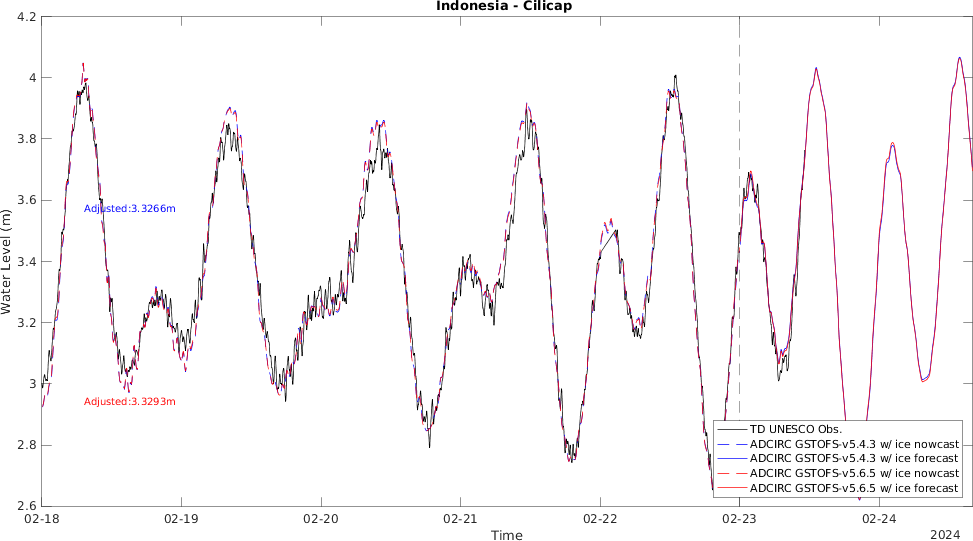 Indonesia - Cilicap
4.2
4
3.8
3.6
3.4
3.2
3
2.8
2.6
Water Level (m)
Adjusted:3.3266m
Adjusted:3.3293m
TD UNESCO Obs.
ADCIRC GSTOFS-v5.4.3 w/ ice nowcast
ADCIRC GSTOFS-v5.4.3 w/ ice forecast
ADCIRC GSTOFS-v5.6.5 w/ ice nowcast
ADCIRC GSTOFS-v5.6.5 w/ ice forecast
02-18 02-19 02-20 02-21 02-22 02-23 02-24
Time
2024